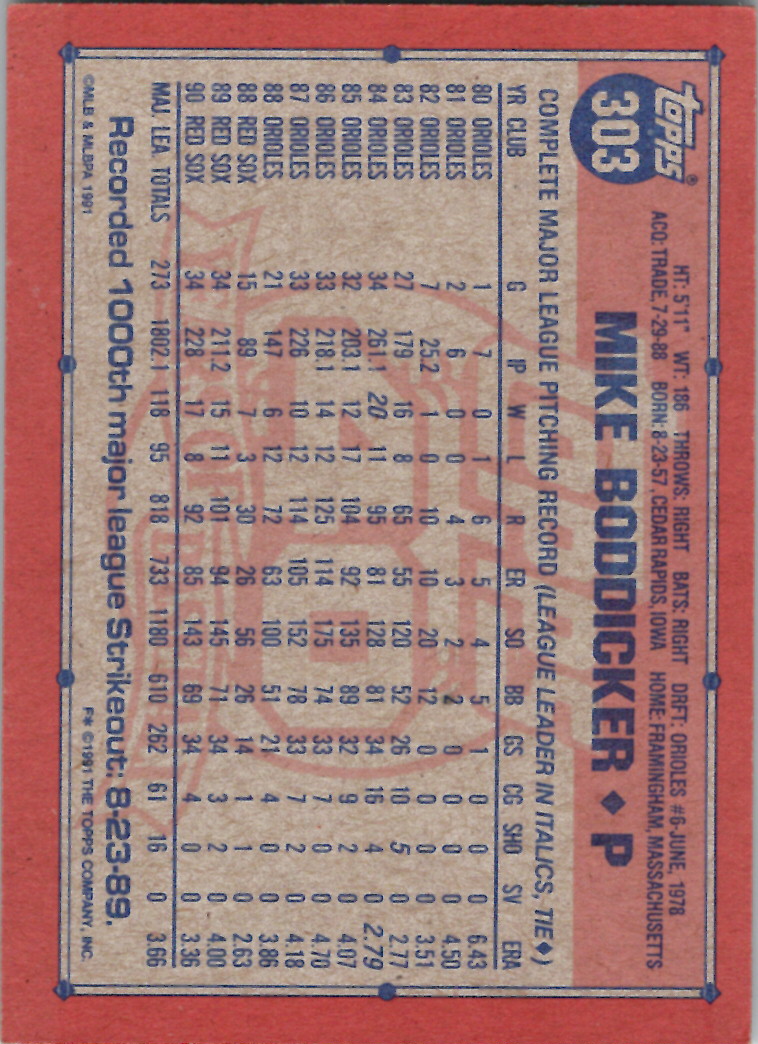 topps®
303
HT: 5'11" WT: 186 THROWS: RIGHT BATS: RIGHT DRFT: ORIOLES #6-JUNE, 1978
ACQ: TRADE, 7-29-88 BORN: 8-23-57, CEDAR RAPIDS, IOWA HOME: FRAMINGHAM, MASSACHUSETTS
MIKE BODDICKER ◆ P
COMPLETE MAJOR LEAGUE PITCHING RECORD (LEAGUE LEADER IN ITALICS, TIE◆)
YR CLUB G IP W L R ER SO BB GS CG SHO SV ERA
80 ORIOLES 1 7 0 1 6 5 4 5 1 0 0 0 6.43
81 ORIOLES 2 6 0 0 4 3 2 2 0 0 0 0 4.50
82 ORIOLES 7 25.2 1 0 10 10 20 12 0 0 0 0 3.51
83 ORIOLES 27 179 16 8 65 55 120 52 26 10 5 0 2.77
84 ORIOLES 34 261.1 20 11 95 81 128 81 34 16 4 0 2.79
85 ORIOLES 32 203.1 12 17 104 92 135 89 32 9 2 0 4.07
86 ORIOLES 33 218.1 14 12 125 114 175 74 33 7 0 0 4.70
87 ORIOLES 33 226 10 12 114 105 152 78 33 7 2 0 4.18
88 ORIOLES 21 147 6 12 72 63 100 51 21 4 0 0 3.86
88 RED SOX 15 89 7 3 30 26 56 26 14 1 1 0 2.63
89 RED SOX 34 211.2 15 11 101 94 145 71 34 3 2 0 4.00
90 RED SOX 34 228 17 8 92 85 143 69 34 4 0 0 3.36
MAJ. LEA. TOTALS 273 1802.1 118 95 818 733 1180 610 262 61 16 0 3.66
Recorded 1000th major league Strikeout: 8-23-89.
©MLB & MLBPA 1991
F* ©1991 THE TOPPS COMPANY, INC.